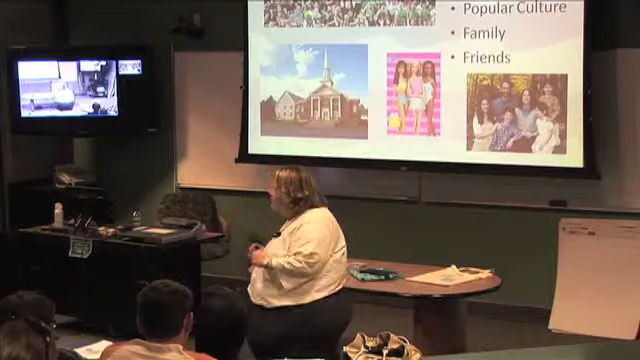 • Popular Culture
• Family
• Friends